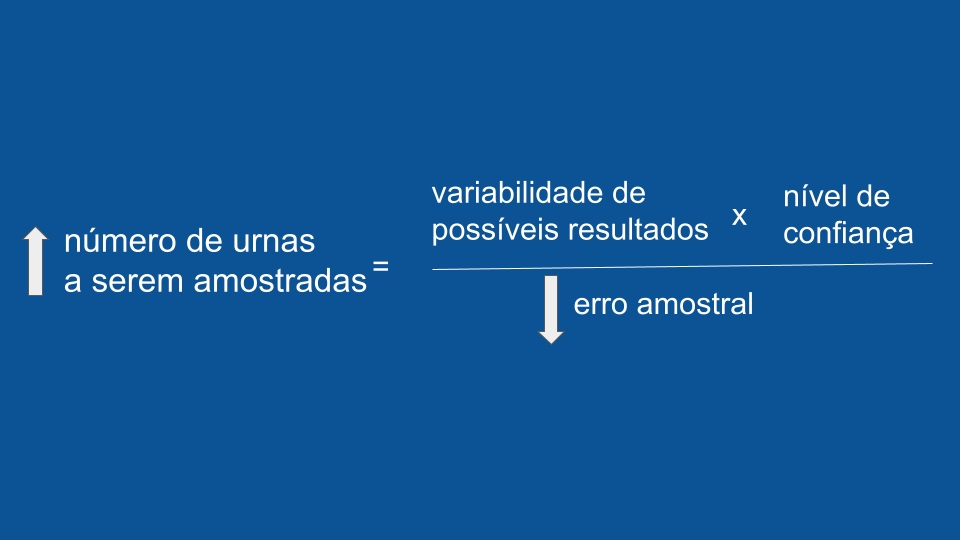 número de urnas
a serem amostradas
=
variabilidade de
possíveis resultados
x
nível de
confiança
erro amostral